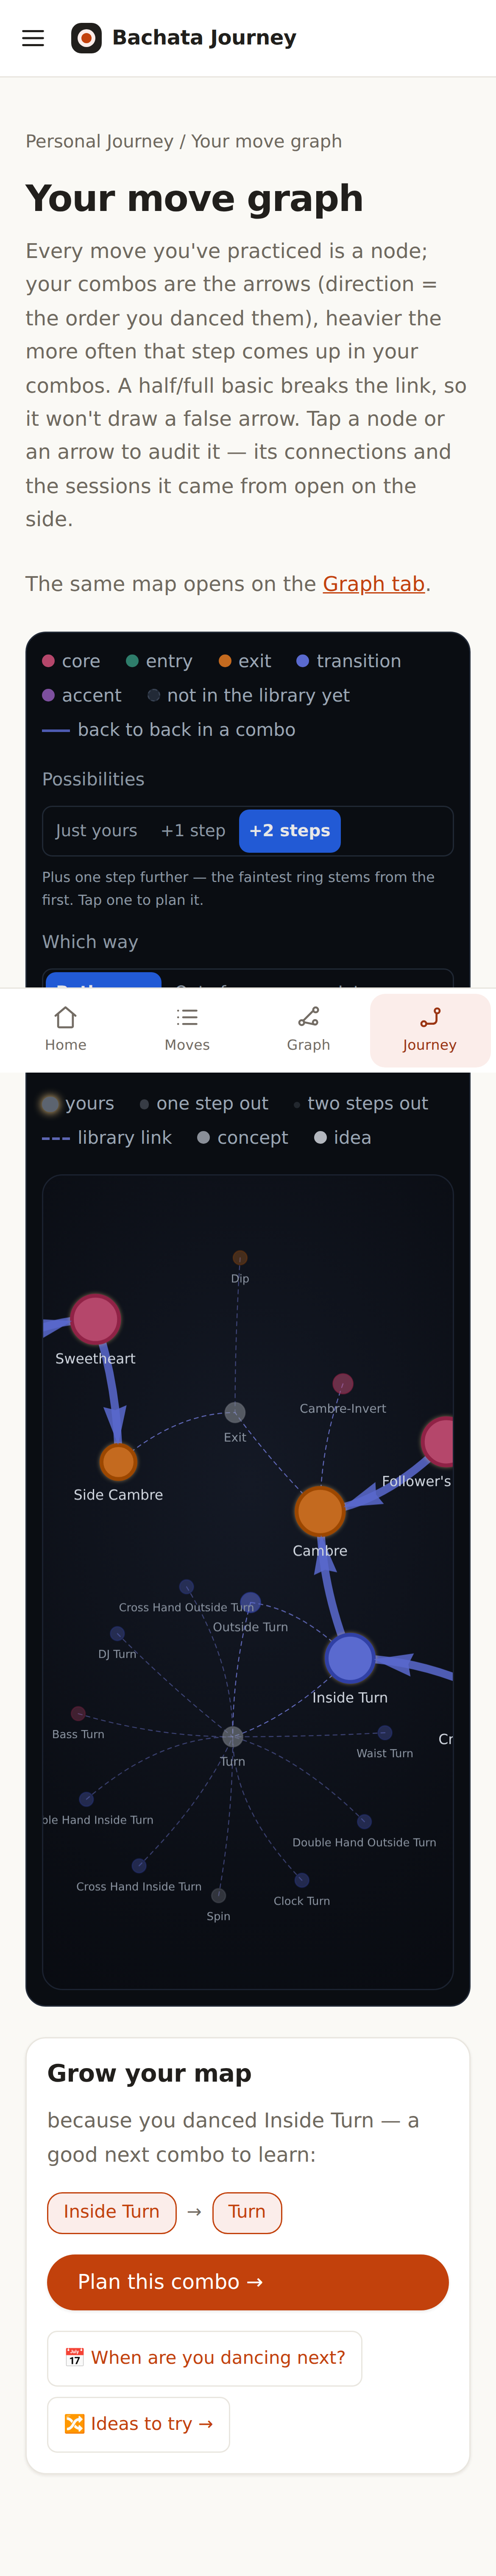 Bachata Journey
Personal Journey / Your move graph
Your move graph
Every move you've practiced is a node;
your combos are the arrows (direction =
the order you danced them), heavier the
more often that step comes up in your
combos. A half/full basic breaks the link, so
it won't draw a false arrow. Tap a node or
an arrow to audit it — its connections and
the sessions it came from open on the
side.
The same map opens on the Graph tab.
core entry exit transition
accent not in the library yet
back to back in a combo
Possibilities
Just yours +1 step +2 steps
Plus one step further — the faintest ring stems from the
first. Tap one to plan it.
Which way
Home Moves Graph Journey
yours one step out two steps out
library link concept idea
Dip
Sweetheart
Cambre-Invert
Exit
Follower's
Side Cambre
Cambre
Cross Hand Outside Turn
Outside Turn
DJ Turn
Inside Turn
Bass Turn
Cr
Waist Turn
Turn
ble Hand Inside Turn
Double Hand Outside Turn
Cross Hand Inside Turn
Clock Turn
Spin
Grow your map
because you danced Inside Turn — a
good next combo to learn:
Inside Turn → Turn
Plan this combo →
When are you dancing next?
Ideas to try →